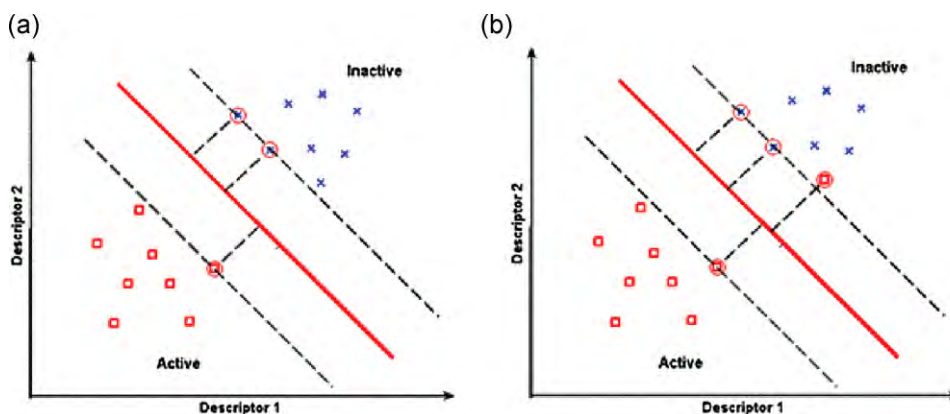 (a)
Inactive
Descriptor 2
Active
Descriptor 1
(b)
Inactive
Descriptor 2
Active
Descriptor 1